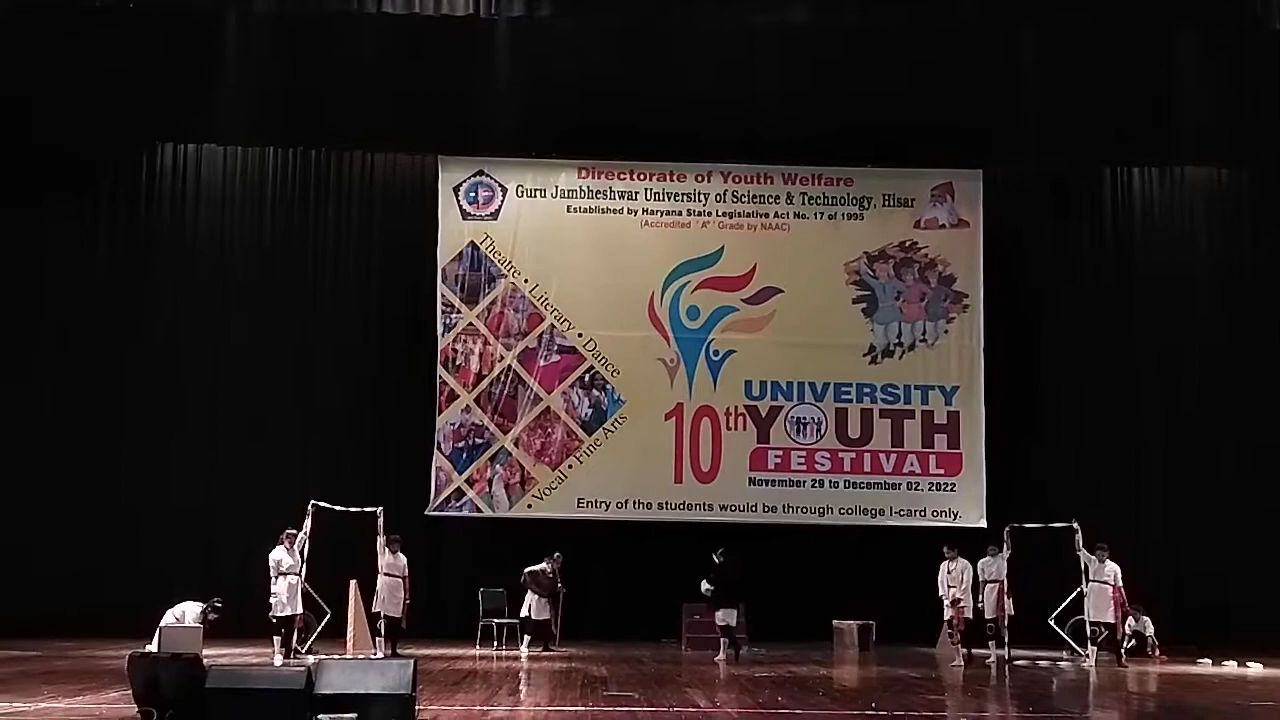 Directorate of Youth Welfare
Guru Jambheshwar University of Science & Technology, Hisar
Established by Haryana State Legislative Act No. 17 of 1995
(Accredited 'A+' Grade by NAAC)
Theatre • Literary • Dance
• Vocal • Fine Arts
10th
UNIVERSITY
YOUTH
FESTIVAL
November 29 to December 02, 2022
Entry of the students would be through college I-card only.